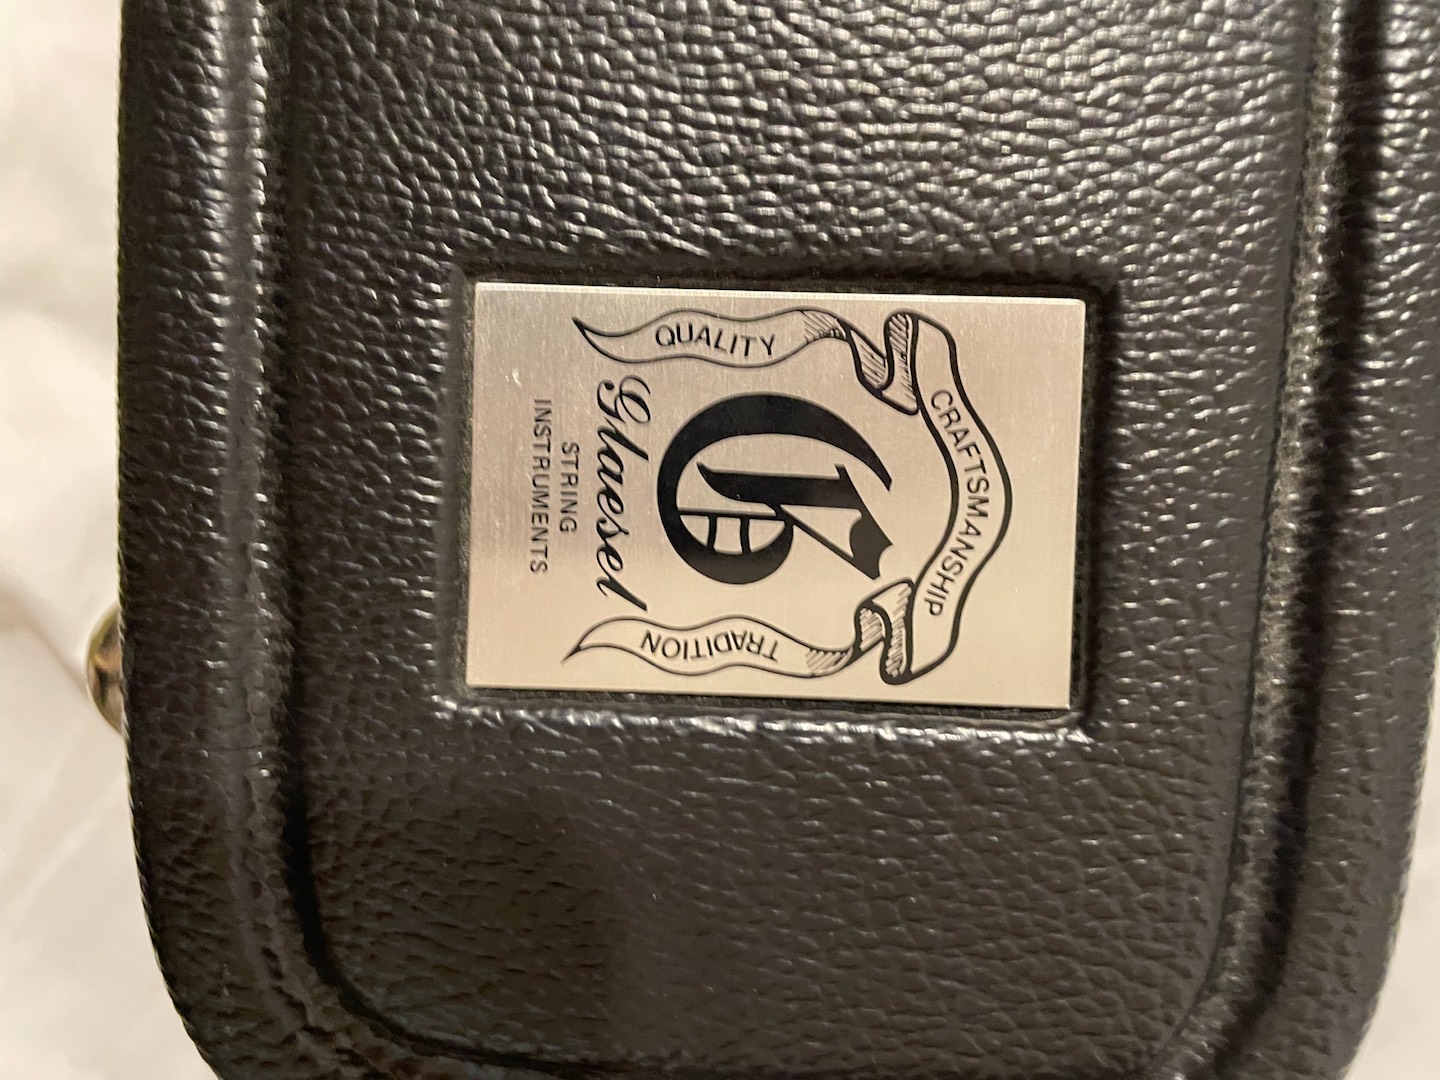 CRAFTSMANSHIP
QUALITY
TRADITION
G
Glaesel
STRING
INSTRUMENTS